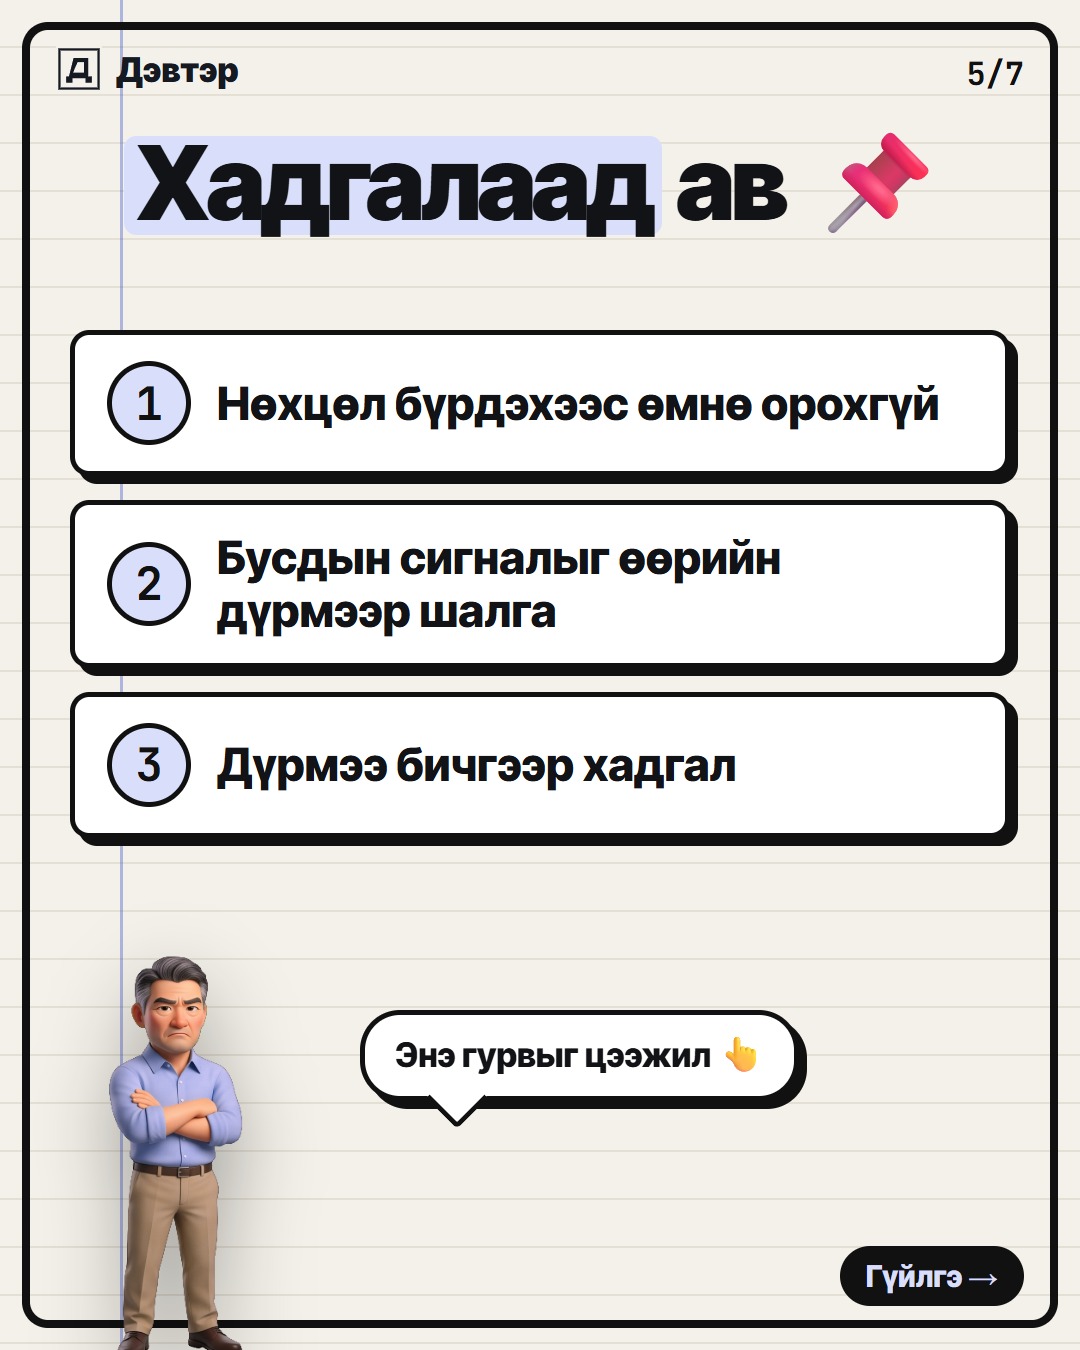 Д Дэвтэр
5/7
Хадгалаад ав
1 Нөхцөл бүрдэхээс өмнө орохгүй
2 Бусдын сигналыг өөрийн
дүрмээр шалга
3 Дүрмээ бичгээр хадгал
Энэ гурвыг цээжил
Гүйлгэ →